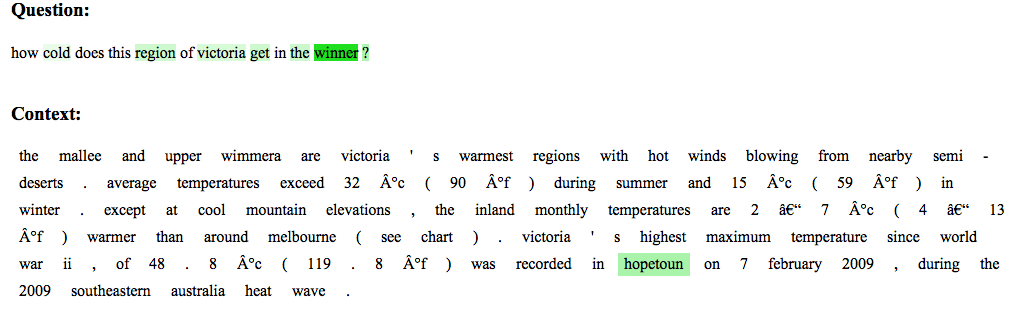 Question:
how cold does this region of victoria get in the winner ?
Context:
the mallee and upper wimmera are victoria ' s warmest regions with hot winds blowing from nearby semi -
deserts . average temperatures exceed 32 Â°c ( 90 Â°f ) during summer and 15 Â°c ( 59 Â°f ) in
winter . except at cool mountain elevations , the inland monthly temperatures are 2 â€“ 7 Â°c ( 4 â€“ 13
Â°f ) warmer than around melbourne ( see chart ) . victoria ' s highest maximum temperature since world
war ii , of 48 . 8 Â°c ( 119 . 8 Â°f ) was recorded in hopetoun on 7 february 2009 , during the
2009 southeastern australia heat wave .